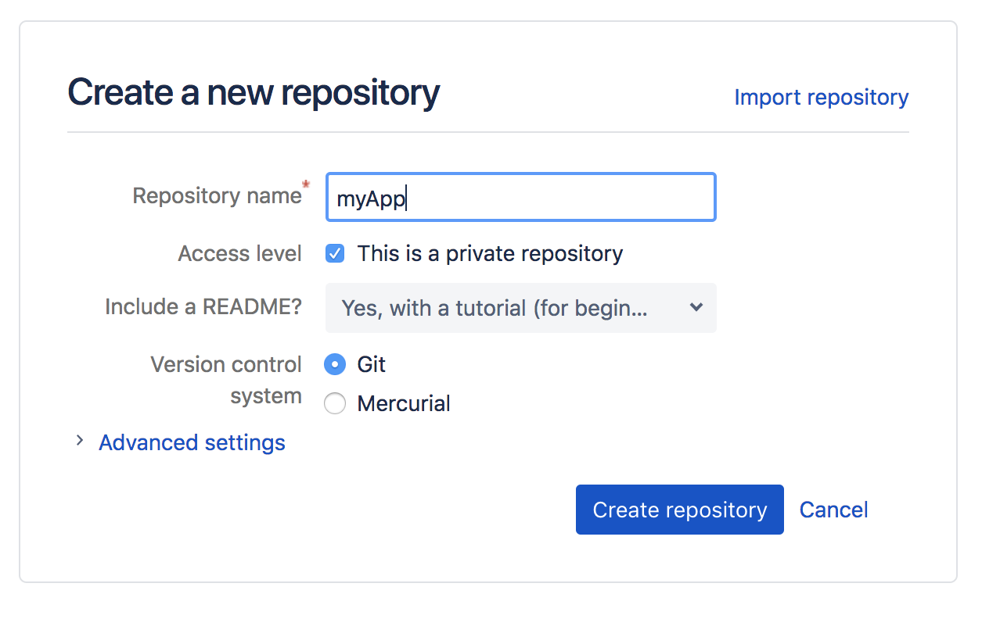 Create a new repository
Import repository
Repository name*
myApp
Access level
This is a private repository
Include a README?
Yes, with a tutorial (for begin...
Version control
system
Git
Mercurial
Advanced settings
Create repository
Cancel